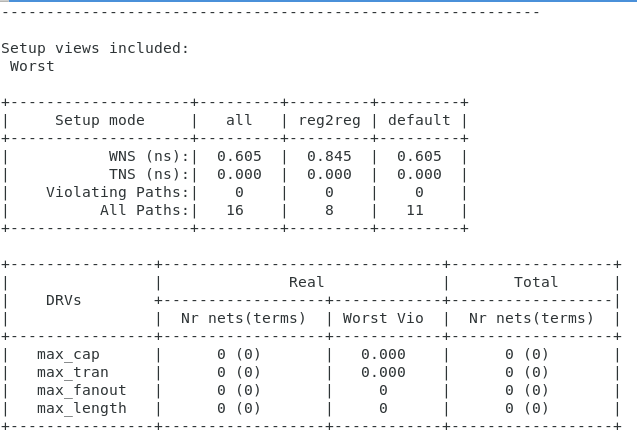 ------------------------------------------------------------
Setup views included:
 Worst
+--------------------+---------+---------+---------+
|     Setup mode     |   all   | reg2reg | default |
+--------------------+---------+---------+---------+
|           WNS (ns):|  0.605  |  0.845  |  0.605  |
|           TNS (ns):|  0.000  |  0.000  |  0.000  |
|    Violating Paths:|    0    |    0    |    0    |
|          All Paths:|   16    |    8    |   11    |
+--------------------+---------+---------+---------+
+----------------+-------------------------------+------------------+
|                |              Real             |       Total      |
|    DRVs        +------------------+------------+------------------|
|                |  Nr nets(terms)  | Worst Vio  |  Nr nets(terms)  |
+----------------+------------------+------------+------------------+
|   max_cap      |      0 (0)       |   0.000    |      0 (0)       |
|   max_tran     |      0 (0)       |   0.000    |      0 (0)       |
|   max_fanout   |      0 (0)       |     0      |      0 (0)       |
|   max_length   |      0 (0)       |     0      |      0 (0)       |
+----------------+------------------+------------+------------------+